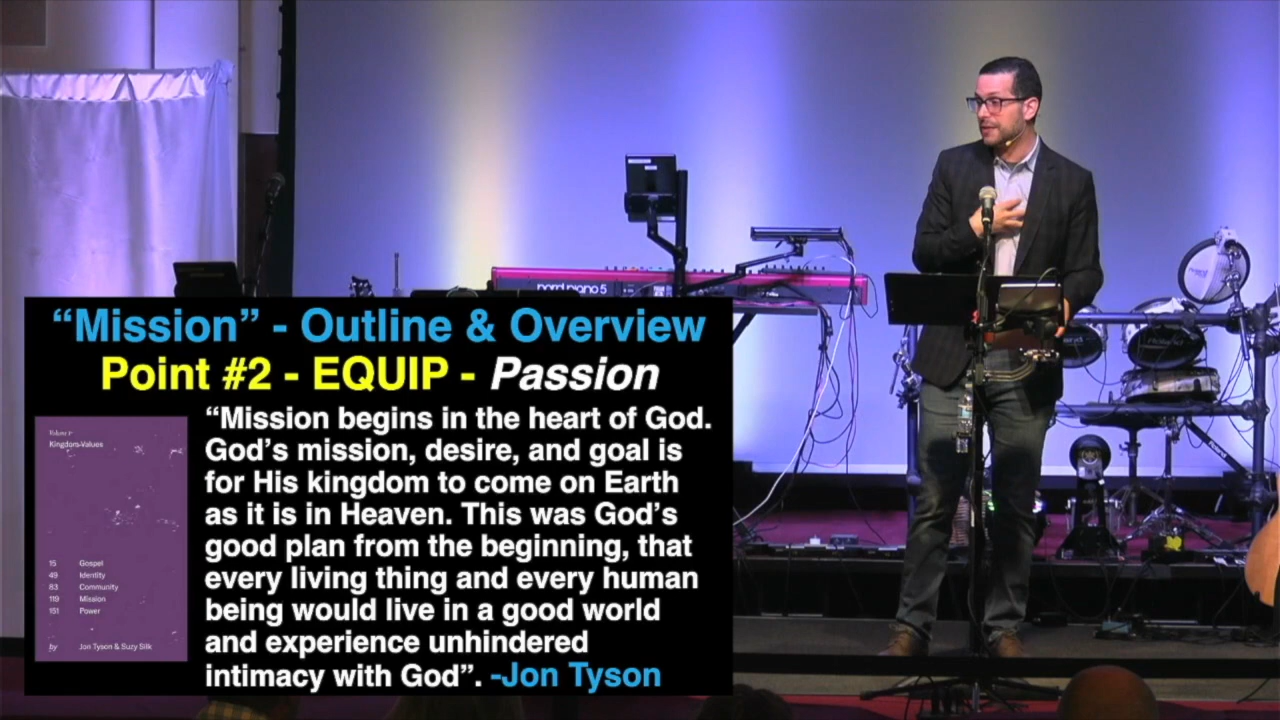 “Mission” - Outline & Overview
Point #2 - EQUIP - Passion
“Mission begins in the heart of God.
God’s mission, desire, and goal is
for His kingdom to come on Earth
as it is in Heaven. This was God’s
good plan from the beginning, that
every living thing and every human
being would live in a good world
and experience unhindered
intimacy with God”. -Jon Tyson
Kingdom Values
15 Gospel
49 Identity
83 Community
119 Mission
151 Power
by Jon Tyson & Suzy Silk
nord piano 5
Roland